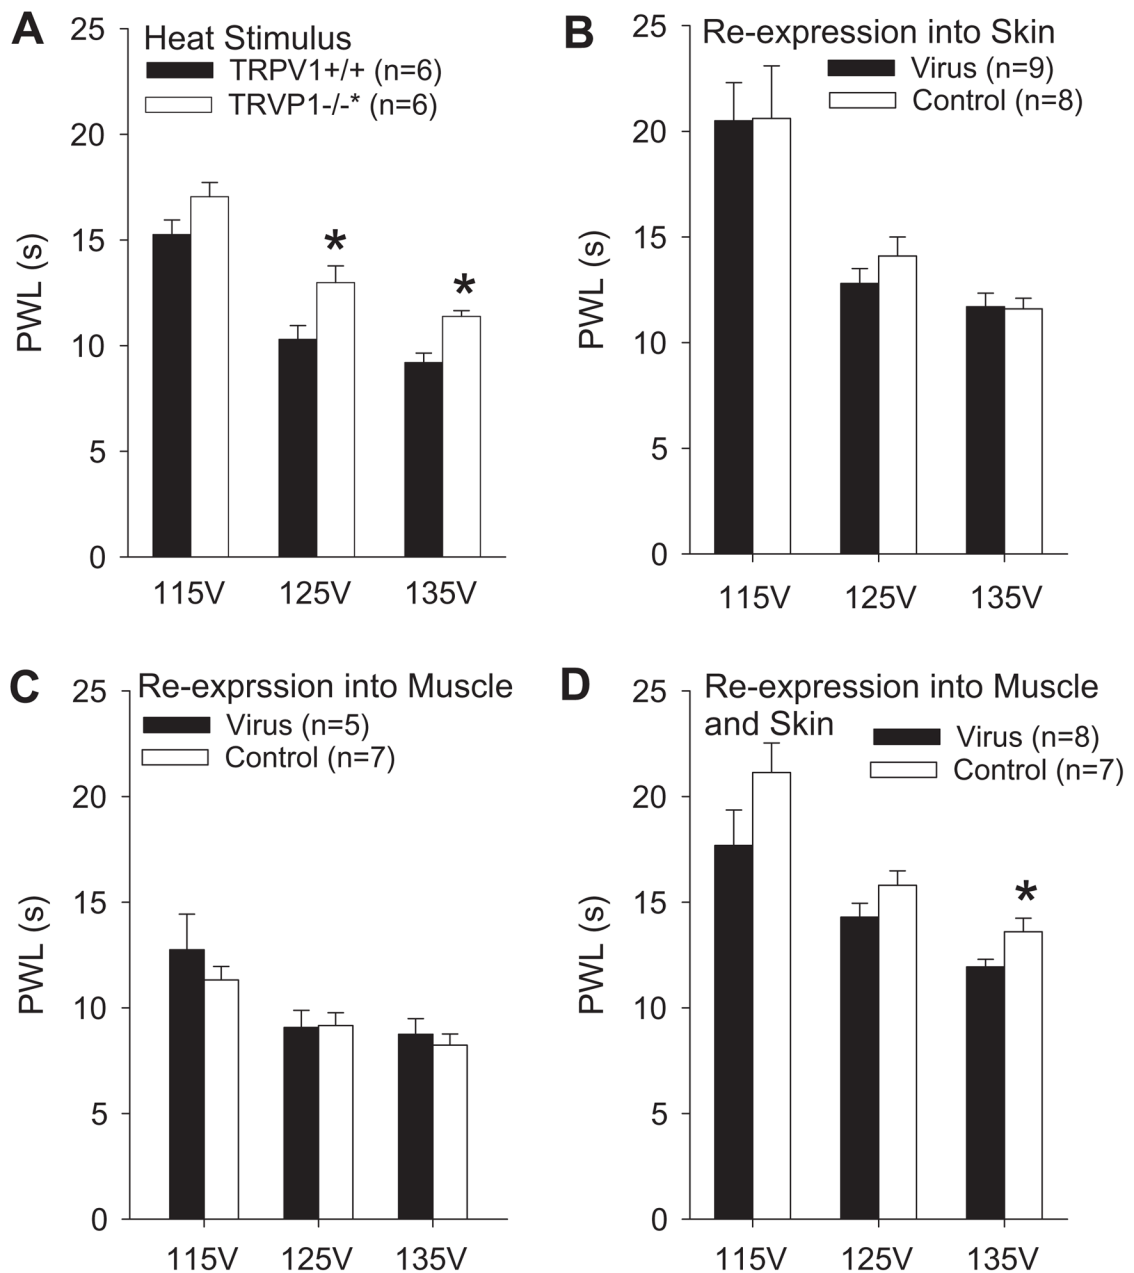 A
Heat Stimulus
TRPV1+/+ (n=6)
TRVP1-/-* (n=6)
PWL (s)
25
20
15
10
5
0
*
*
115V 125V 135V
B
Re-expression into Skin
Virus (n=9)
Control (n=8)
PWL (s)
25
20
15
10
5
0
115V 125V 135V
C
Re-exprssion into Muscle
Virus (n=5)
Control (n=7)
PWL (s)
25
20
15
10
5
0
115V 125V 135V
D
Re-expression into Muscle
and Skin
Virus (n=8)
Control (n=7)
PWL (s)
25
20
15
10
5
0
*
115V 125V 135V